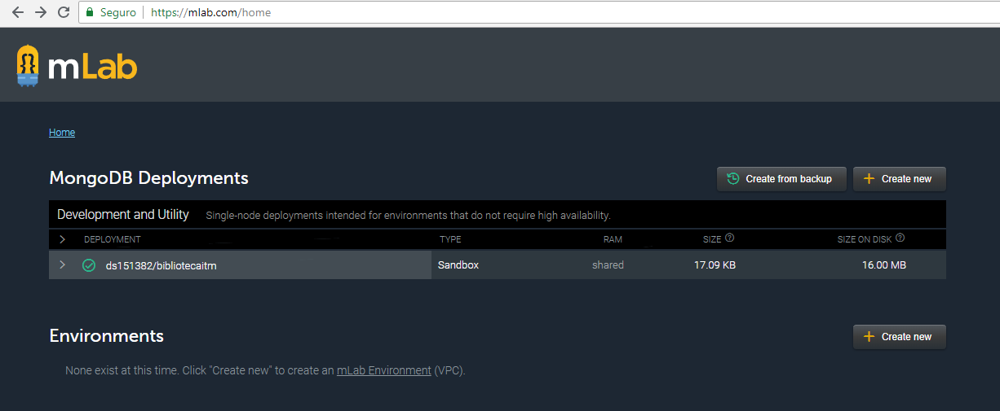 Seguro https://mlab.com/home
mLab
Home
MongoDB Deployments Create from backup Create new
Development and Utility Single-node deployments intended for environments that do not require high availability.
DEPLOYMENT TYPE RAM SIZE SIZE ON DISK
ds151382/bibliotecaitm Sandbox shared 17.09 KB 16.00 MB
Environments Create new
None exist at this time. Click "Create new" to create an mLab Environment (VPC).